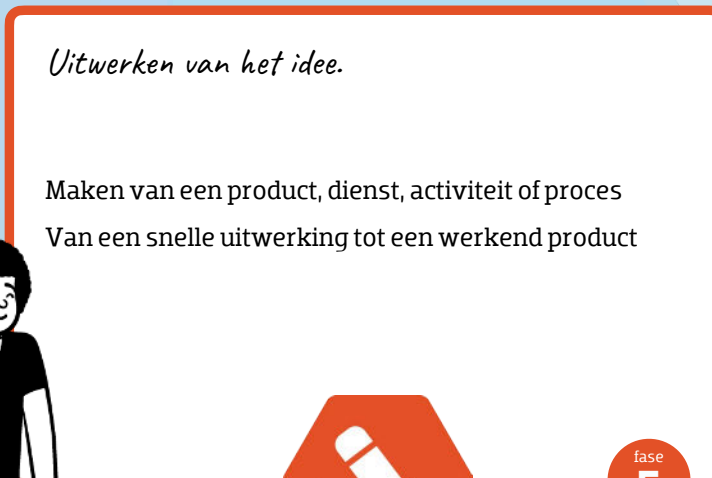 Uitwerken van het idee.
Maken van een product, dienst, activiteit of proces
Van een snelle uitwerking tot een werkend product
fase